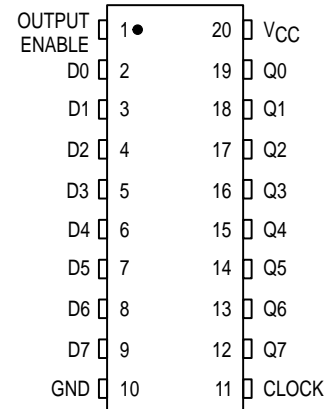 OUTPUT
ENABLE 1 20 VCC
D0 2 19 Q0
D1 3 18 Q1
D2 4 17 Q2
D3 5 16 Q3
D4 6 15 Q4
D5 7 14 Q5
D6 8 13 Q6
D7 9 12 Q7
GND 10 11 CLOCK